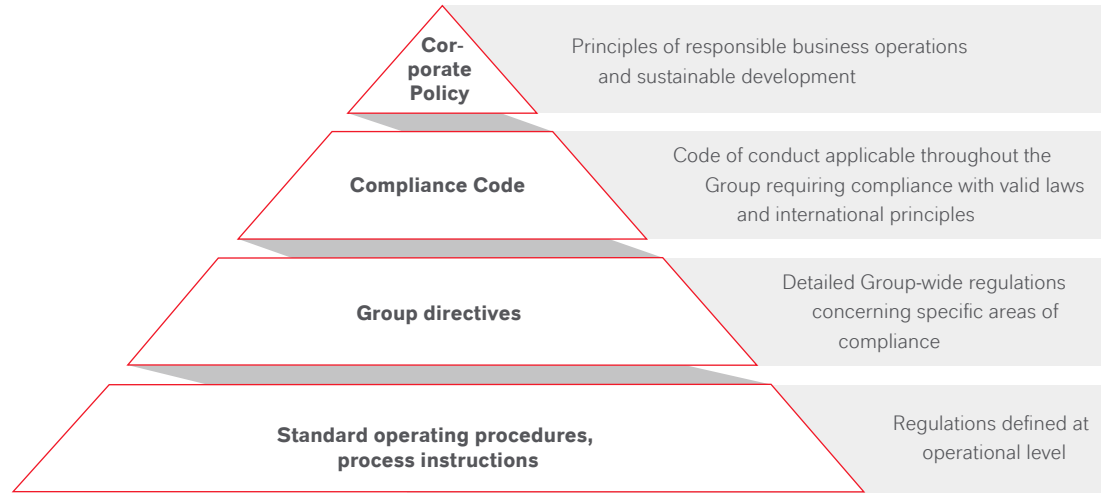 Cor-
porate
Policy
Principles of responsible business operations
and sustainable development
Compliance Code
Code of conduct applicable throughout the
Group requiring compliance with valid laws
and international principles
Group directives
Detailed Group-wide regulations
concerning specific areas of
compliance
Standard operating procedures,
process instructions
Regulations defined at
operational level